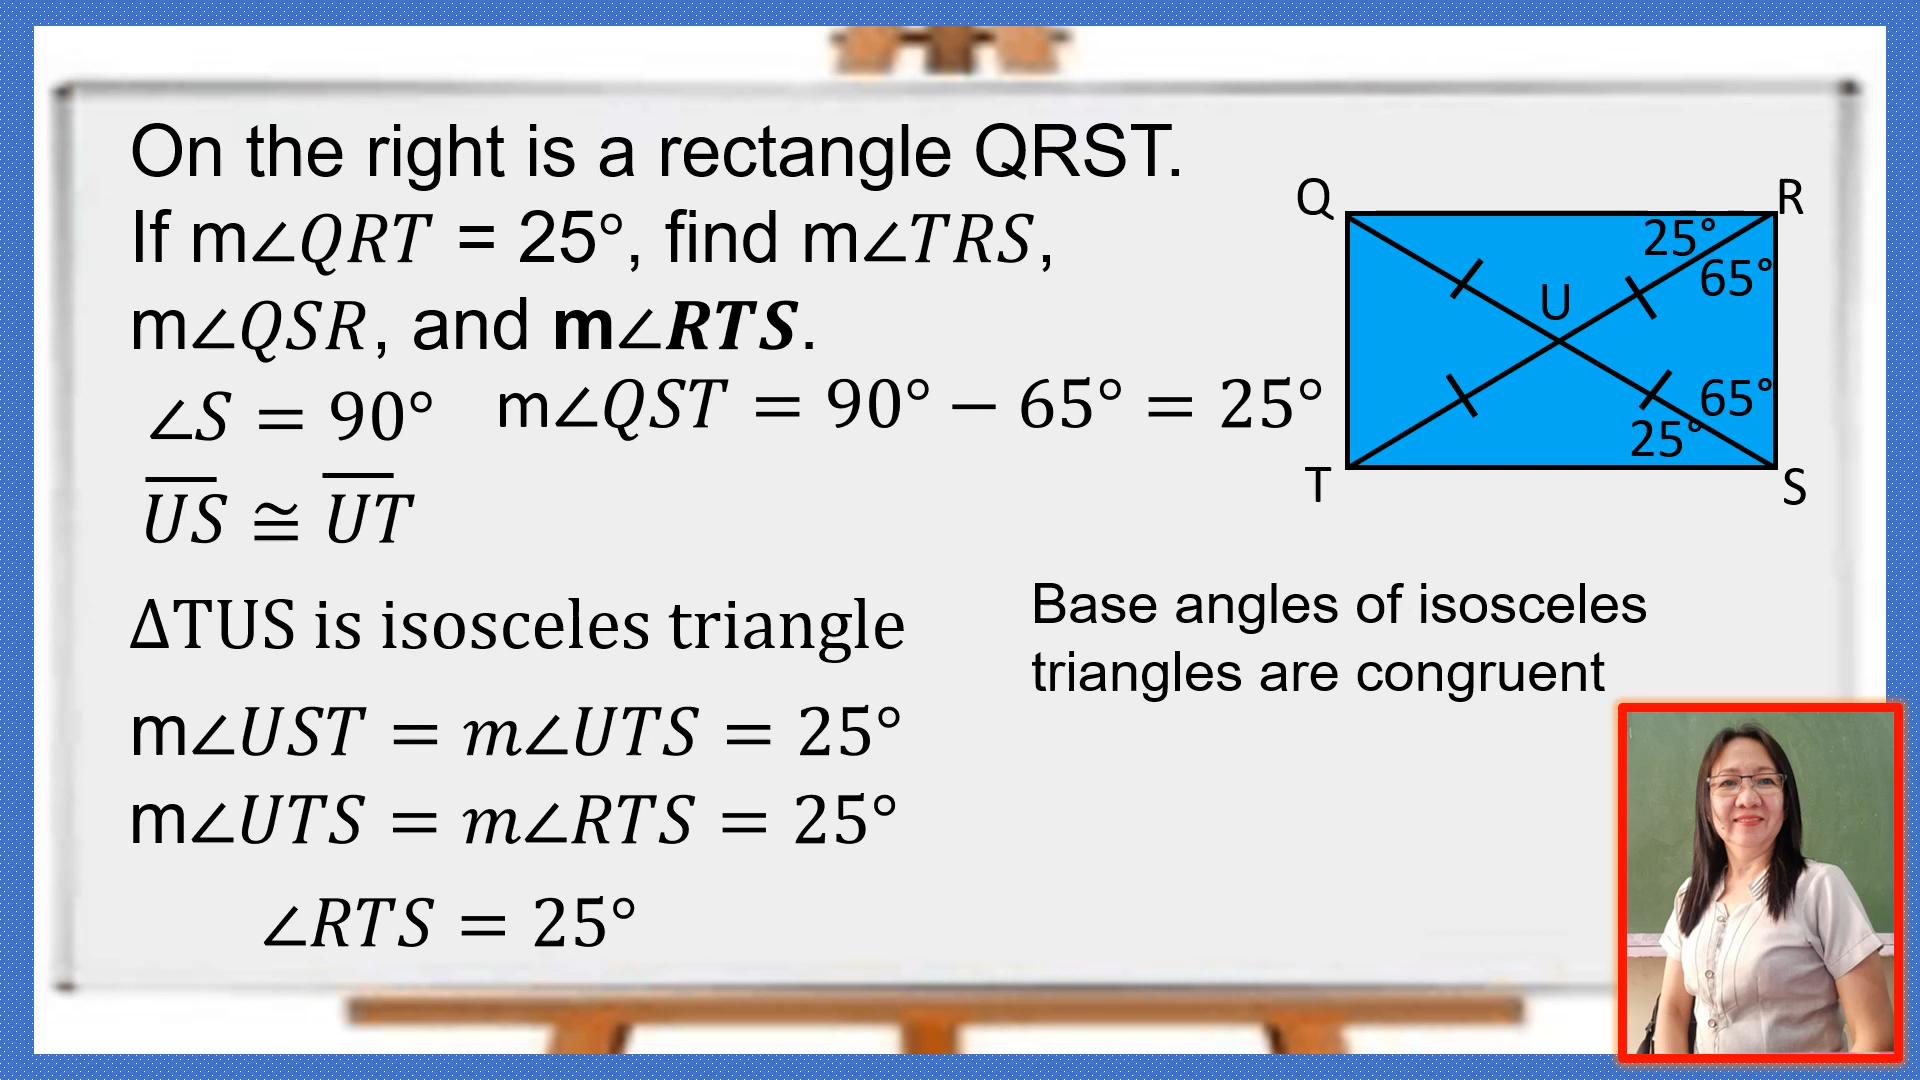 On the right is a rectangle QRST.
If m∠QRT = 25°, find m∠TRS,
m∠QSR, and m∠RTS.
∠S = 90°
m∠QST = 90° − 65° = 25°
U̅S̅ ≅ U̅T̅
ΔTUS is isosceles triangle
Base angles of isosceles
triangles are congruent
m∠UST = m∠UTS = 25°
m∠UTS = m∠RTS = 25°
∠RTS = 25°
Q
R
25°
65°
U
65°
25°
T
S